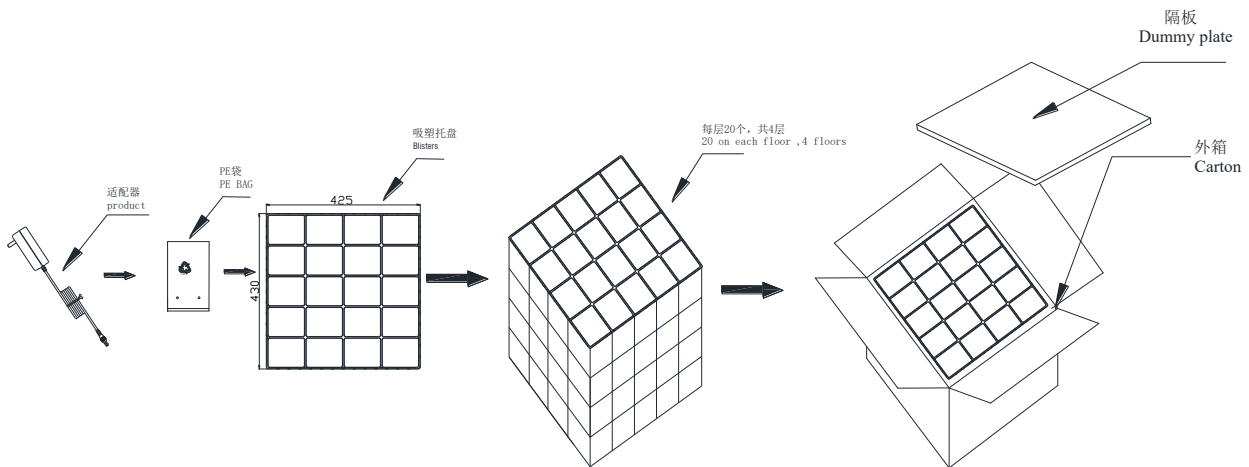 适配器
product
PE袋
PE BAG
425
430
吸塑托盘
Blisters
每层20个，共4层
20 on each floor ,4 floors
隔板
Dummy plate
外箱
Carton